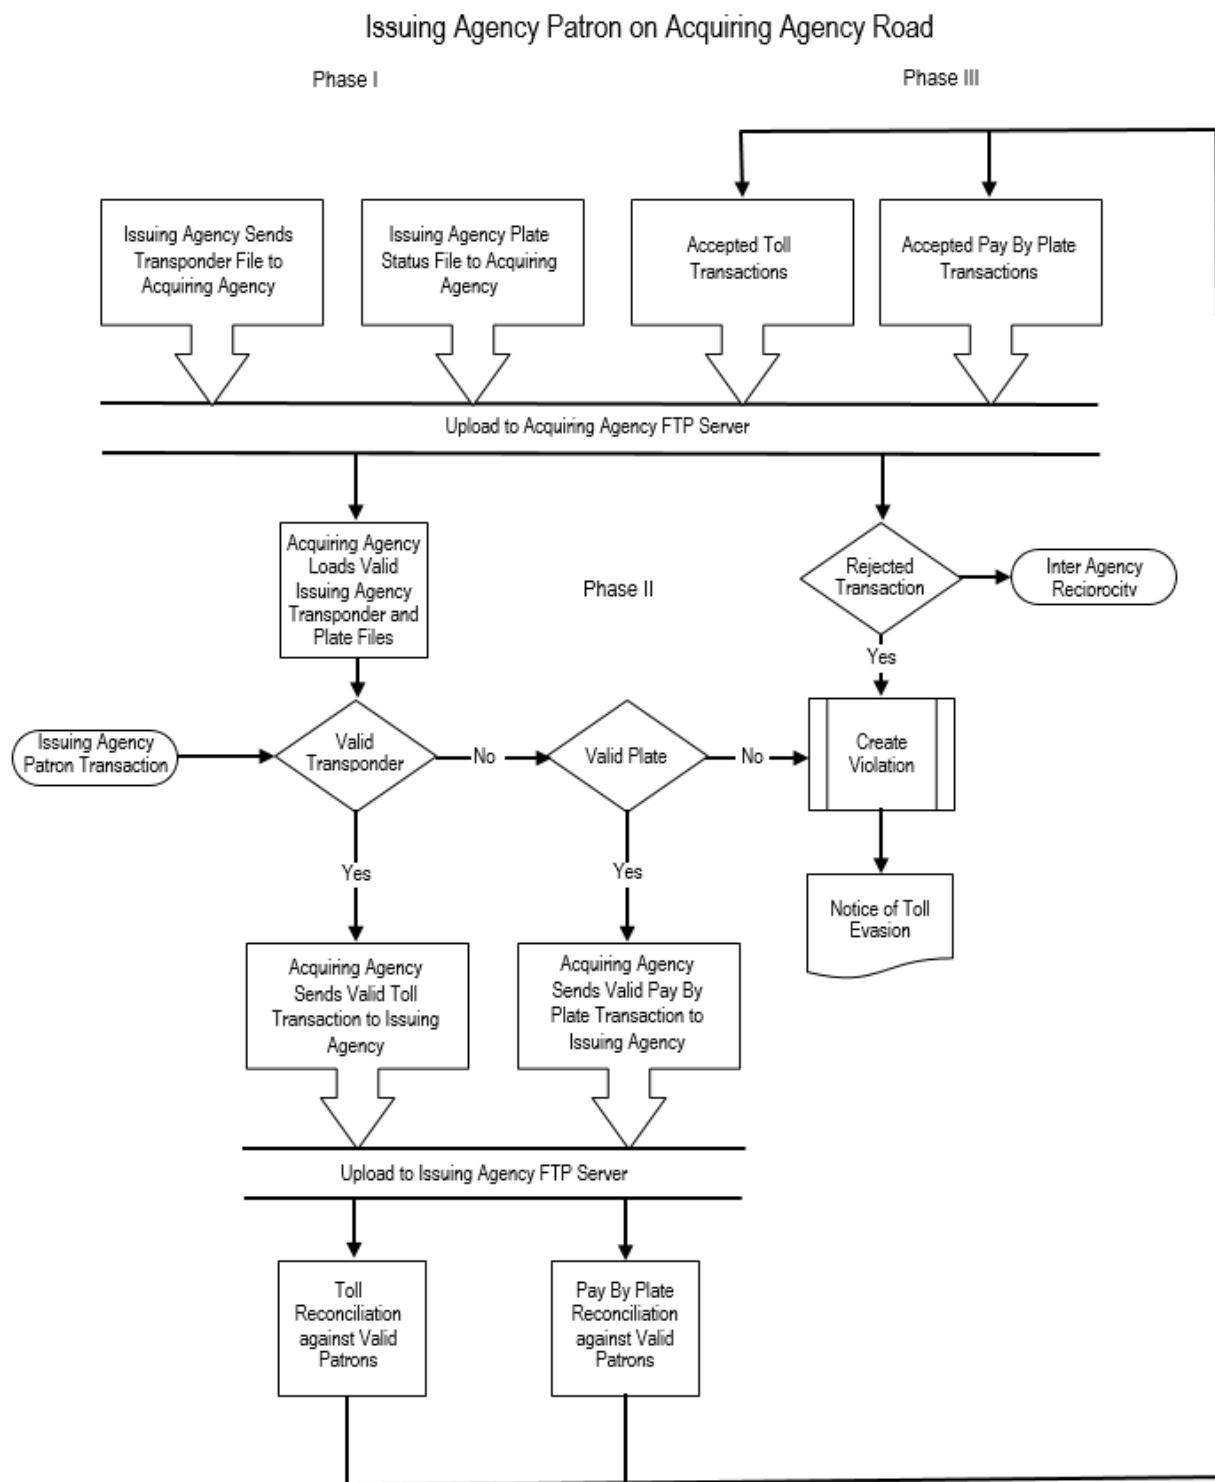 Issuing Agency Patron on Acquiring Agency Road
Phase I
Phase III
Issuing Agency Sends
Transponder File to
Acquiring Agency
Issuing Agency Plate
Status File to Acquiring
Agency
Accepted Toll
Transactions
Accepted Pay By Plate
Transactions
Upload to Acquiring Agency FTP Server
Acquiring Agency
Loads Valid
Issuing Agency
Transponder and
Plate Files
Phase II
Rejected
Transaction
Inter Agency
Reciprocity
Yes
Issuing Agency
Patron Transaction
Valid
Transponder
No
Valid Plate
No
Create
Violation
Yes
Yes
Notice of Toll
Evasion
Acquiring Agency
Sends Valid Toll
Transaction to Issuing
Agency
Acquiring Agency
Sends Valid Pay By
Plate Transaction to
Issuing Agency
Upload to Issuing Agency FTP Server
Toll
Reconciliation
against Valid
Patrons
Pay By Plate
Reconciliation
against Valid
Patrons